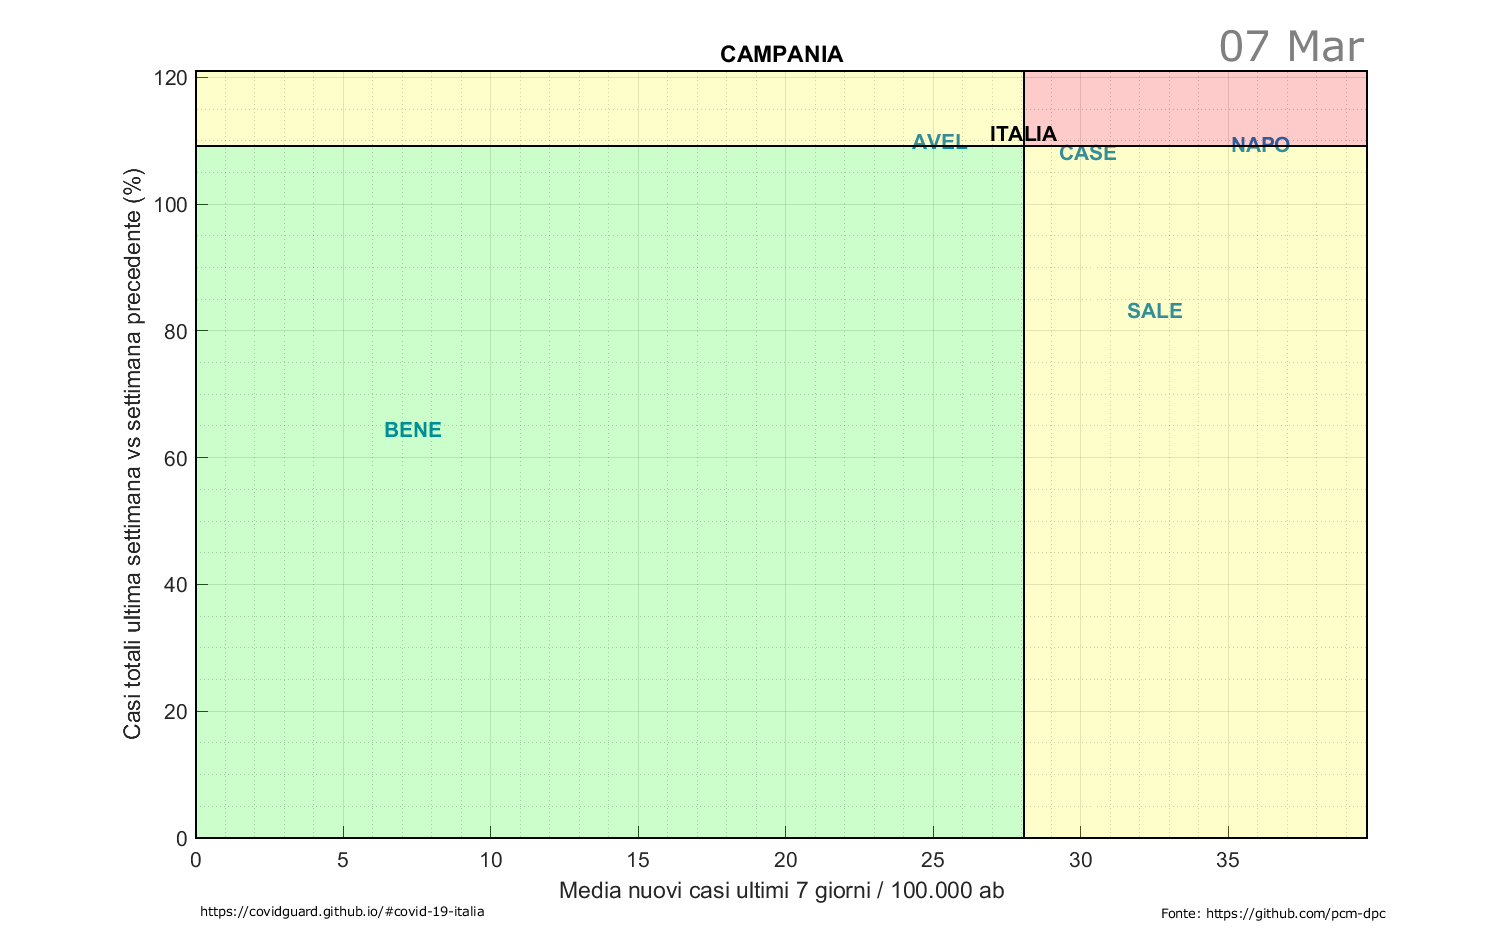 07 Mar
CAMPANIA
120
100
80
60
40
20
0
Casi totali ultima settimana vs settimana precedente (%)
ITALIA
AVEL
NAPO
CASE
SALE
BENE
0 5 10 15 20 25 30 35
Media nuovi casi ultimi 7 giorni / 100.000 ab
https://covidguard.github.io/#covid-19-italia
Fonte: https://github.com/pcm-dpc